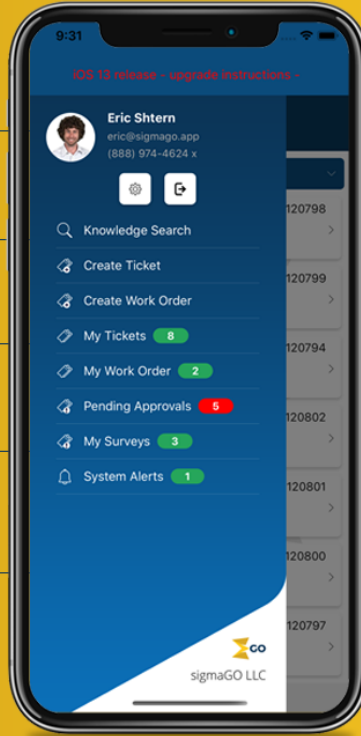 9:31
iOS 13 release - upgrade instructions -
Eric Shtern
eric@sigmago.app
(888) 974-4624 x
Knowledge Search
Create Ticket
Create Work Order
My Tickets 8
My Work Order 2
Pending Approvals 5
My Surveys 3
System Alerts 1
120798
120799
120794
120802
120801
120800
120797
GO
sigmaGO LLC